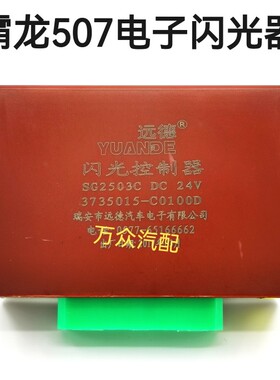 霸龙507电子闪光器
远德®
YUANDE
闪光控制器
SG2503C DC 24V
3735015-C0100D
瑞安市远德汽车电子有限公司
0577-65166662
万众汽配